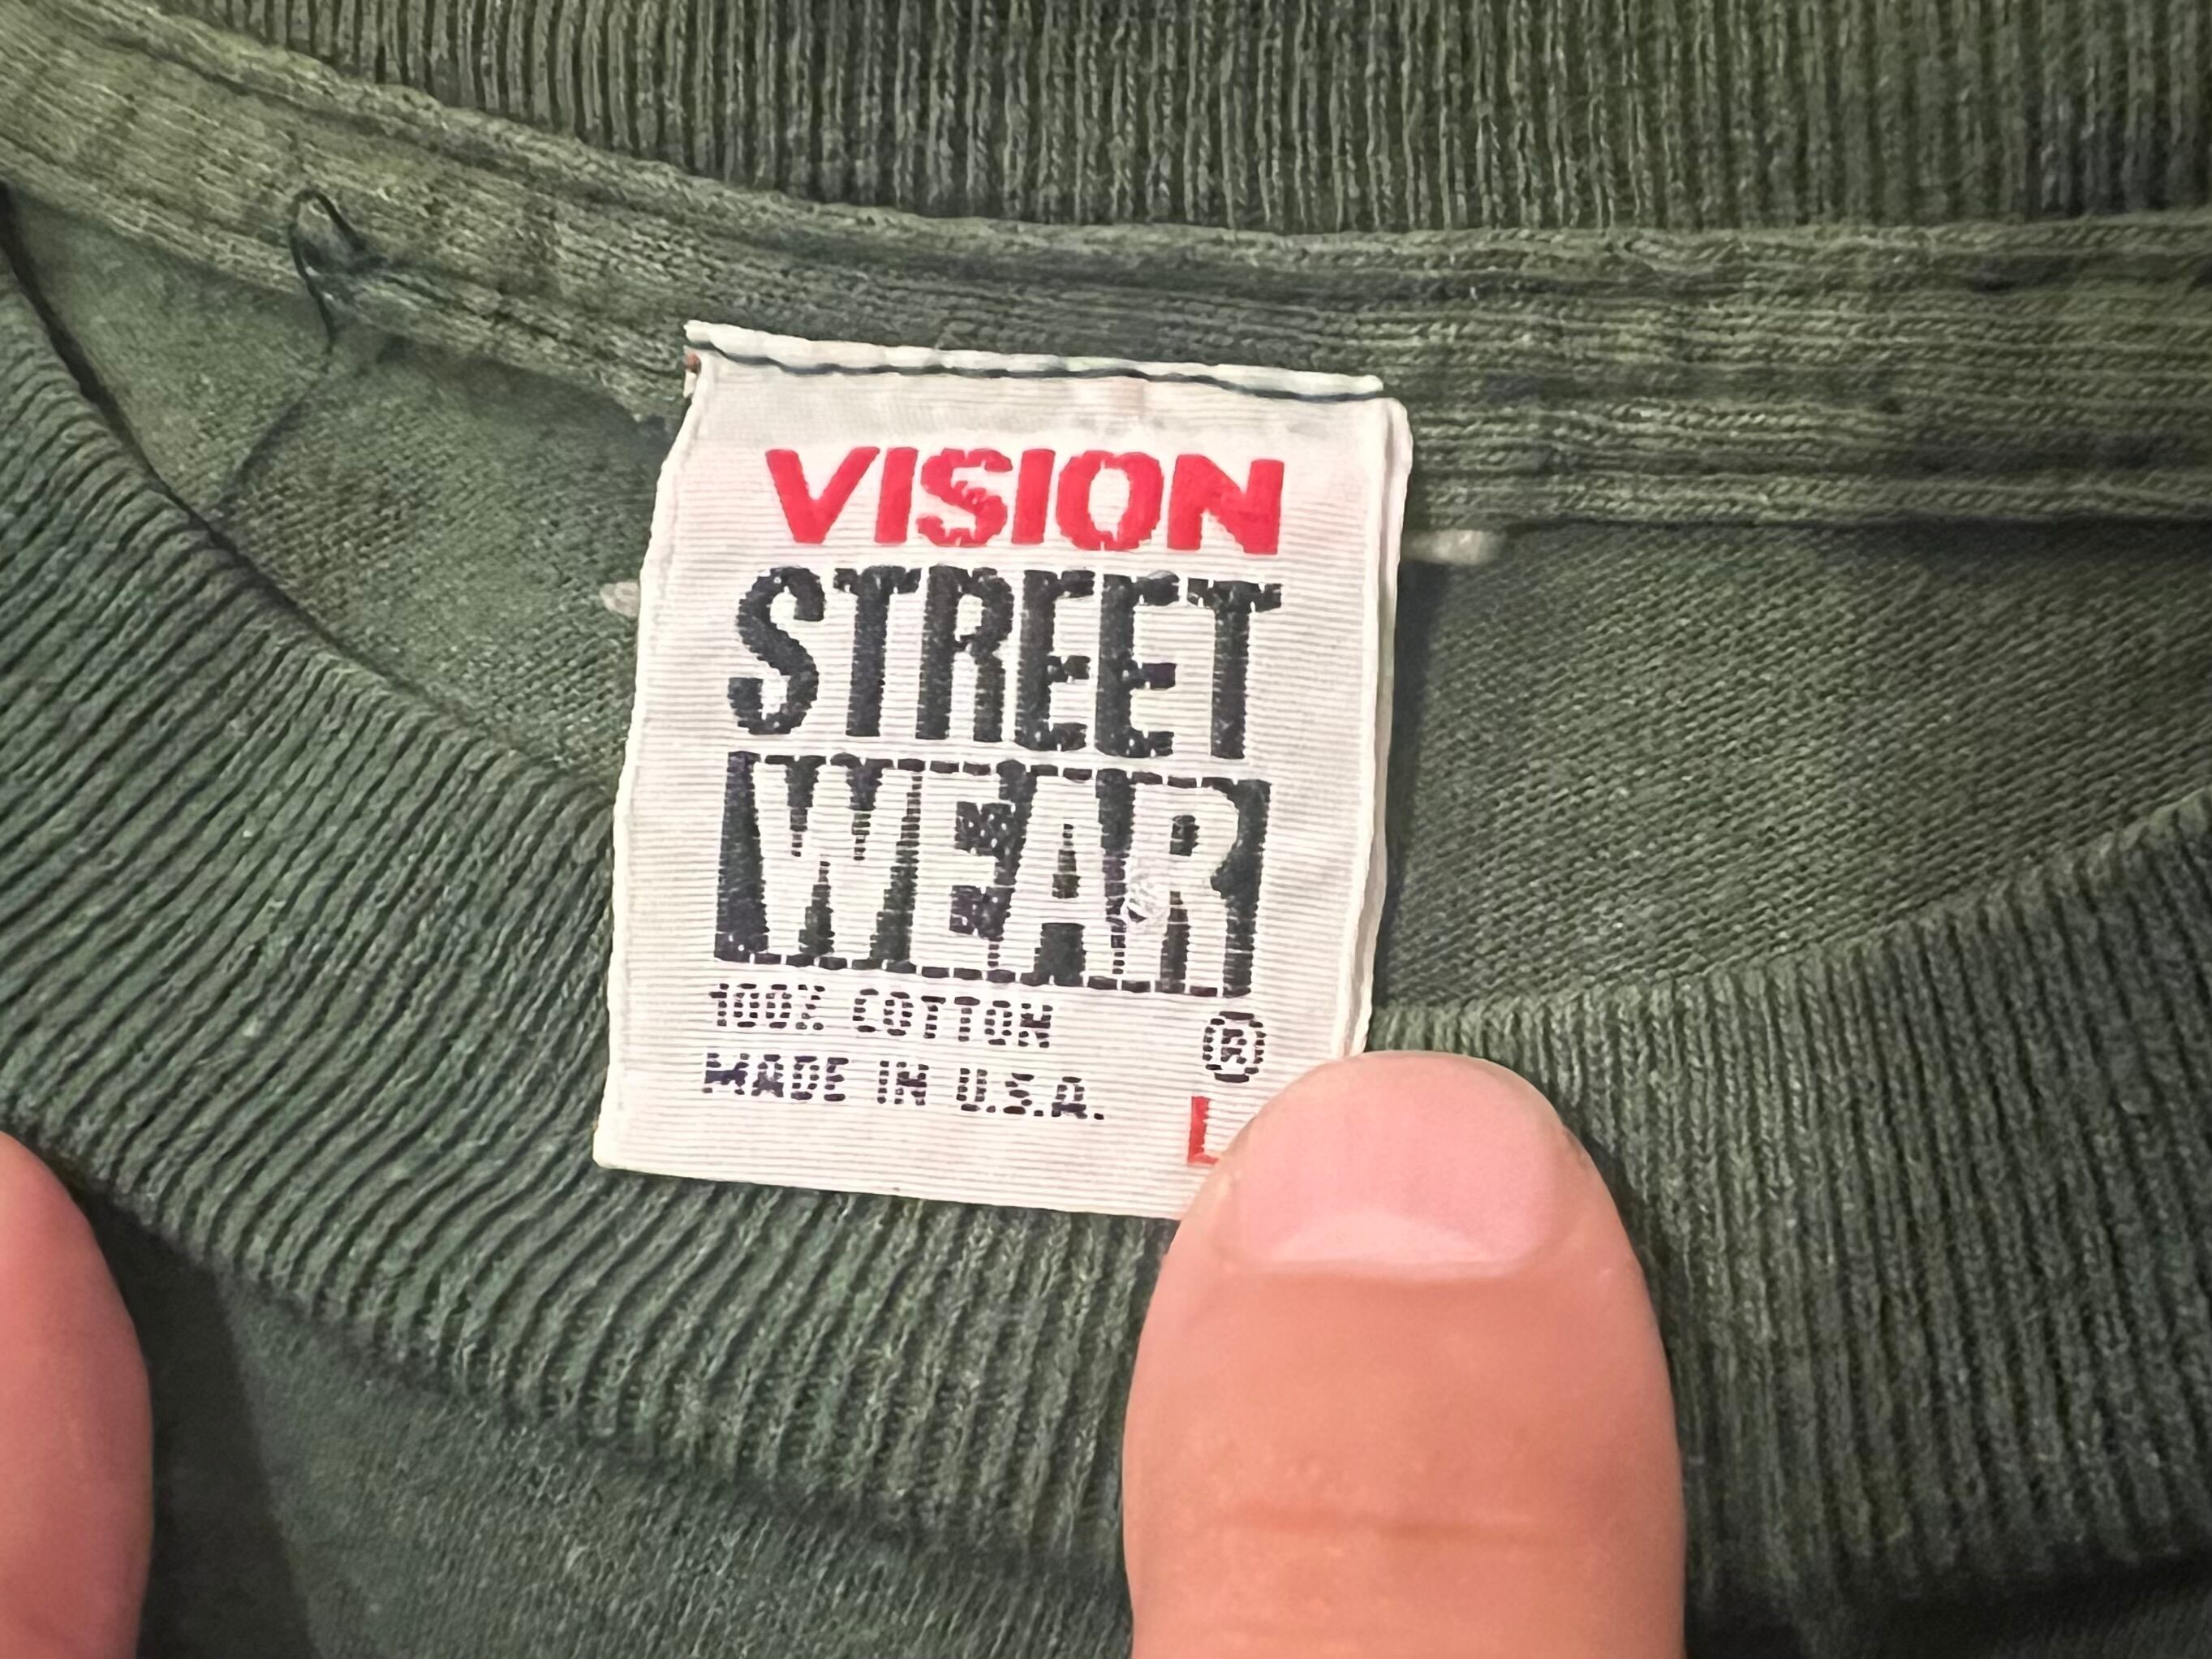 VISION
STREET
WEAR
100% COTTON
®
MADE IN U.S.A.
L